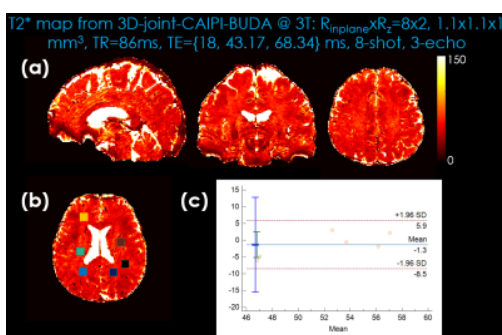 T2* map from 3D-joint-CAIPI-BUDA @ 3T: RinplanexRz=8x2, 1.1x1.1x1
mm³, TR=86ms, TE={18, 43.17, 68.34} ms, 8-shot, 3-echo
(a)
150
0
(b)
(c)
15
10
5
0
-5
-10
-15
-20
+1.96 SD
5.9
Mean
-1.3
-1.96 SD
-8.5
46 48 50 52 54 56 58 60
Mean